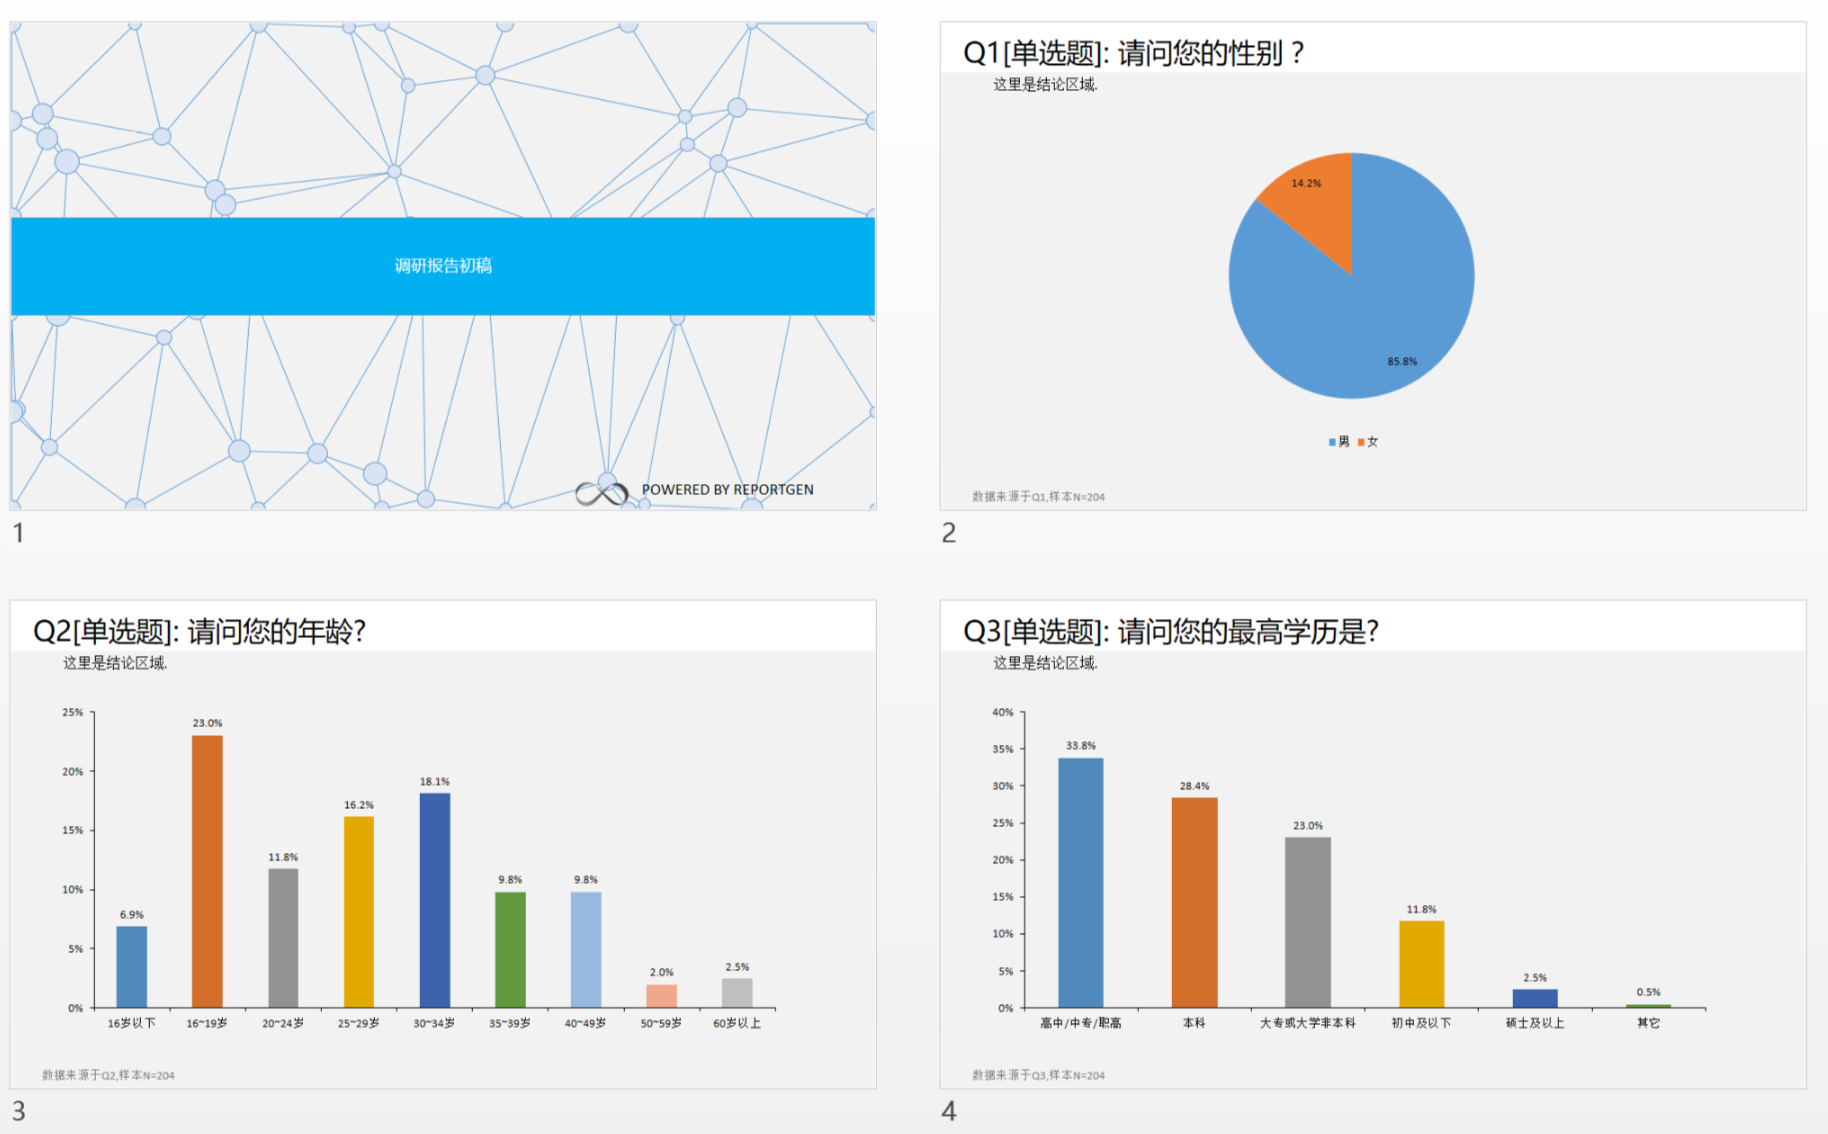 调研报告初稿
POWERED BY REPORTGEN
1
Q1[单选题]: 请问您的性别？
这里是结论区域.
14.2%
85.8%
男 女
数据来源于Q1,样本N=204
2
Q2[单选题]: 请问您的年龄?
这里是结论区域.
25%
20%
15%
10%
5%
0%
6.9%
23.0%
11.8%
16.2%
18.1%
9.8%
9.8%
2.0%
2.5%
16岁以下 16~19岁 20~24岁 25~29岁 30~34岁 35~39岁 40~49岁 50~59岁 60岁以上
数据来源于Q2,样本N=204
3
Q3[单选题]: 请问您的最高学历是?
这里是结论区域.
40%
35%
30%
25%
20%
15%
10%
5%
0%
33.8%
28.4%
23.0%
11.8%
2.5%
0.5%
高中/中专/职高 本科 大专或大学非本科 初中及以下 硕士及以上 其它
数据来源于Q3,样本N=204
4